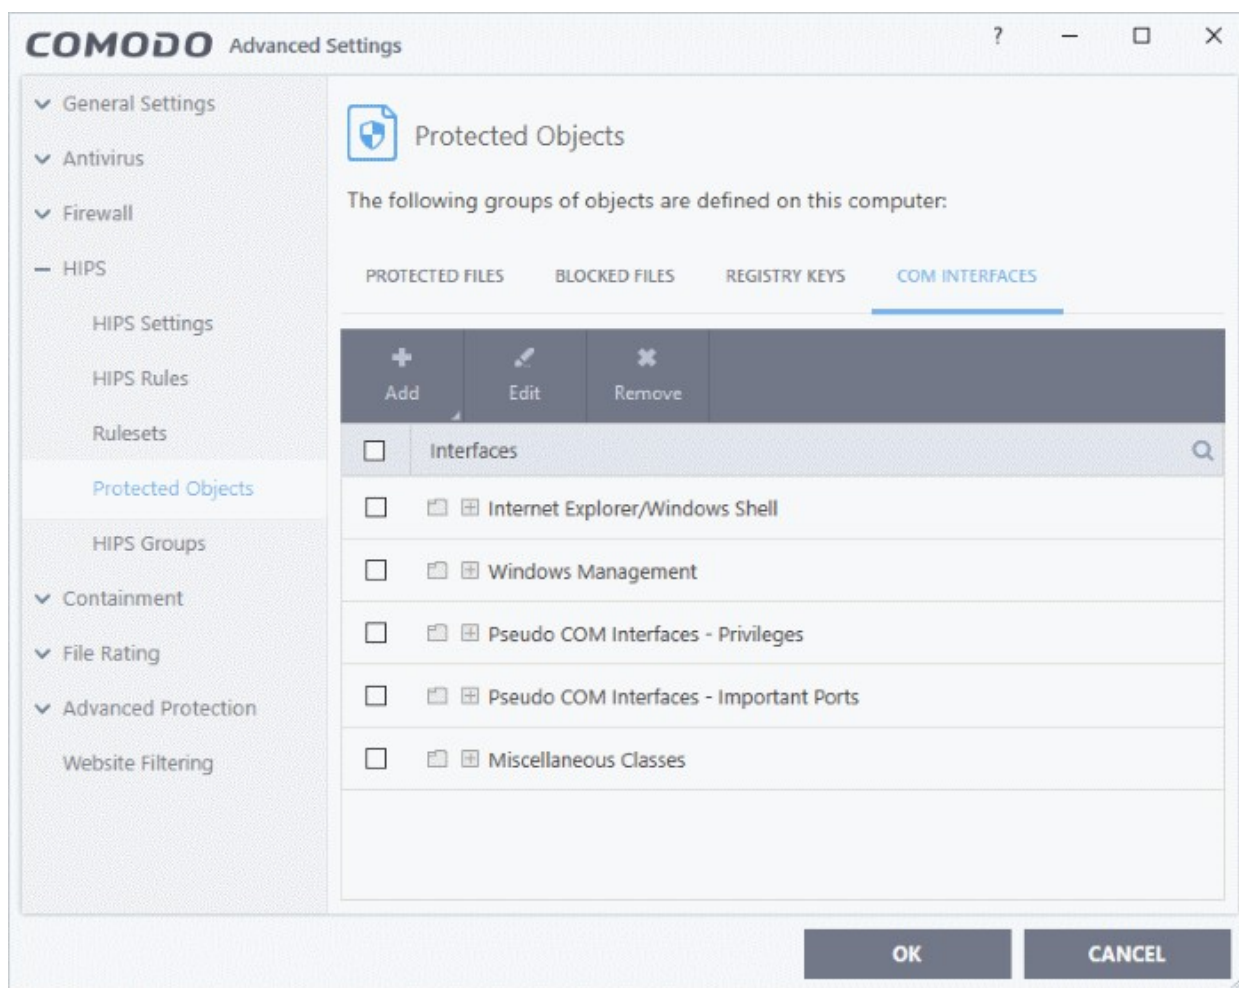 COMODO Advanced Settings ?
General Settings
Antivirus
Firewall
HIPS
HIPS Settings
HIPS Rules
Rulesets
Protected Objects
HIPS Groups
Containment
File Rating
Advanced Protection
Website Filtering
Protected Objects
The following groups of objects are defined on this computer:
PROTECTED FILES BLOCKED FILES REGISTRY KEYS COM INTERFACES
Add Edit Remove
Interfaces
Internet Explorer/Windows Shell
Windows Management
Pseudo COM Interfaces - Privileges
Pseudo COM Interfaces - Important Ports
Miscellaneous Classes
OK CANCEL